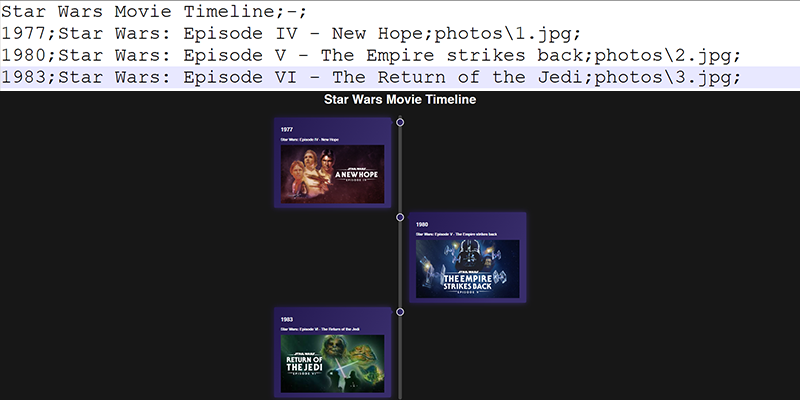 Star Wars Movie Timeline;-;
1977;Star Wars: Episode IV - New Hope;photos\1.jpg;
1980;Star Wars: Episode V - The Empire strikes back;photos\2.jpg;
1983;Star Wars: Episode VI - The Return of the Jedi;photos\3.jpg;
Star Wars Movie Timeline
1977
Star Wars: Episode IV - New Hope
STAR WARS
A NEW HOPE
EPISODE IV
1980
Star Wars: Episode V - The Empire strikes back
STAR WARS
THE EMPIRE
STRIKES BACK
EPISODE V
1983
Star Wars: Episode VI - The Return of the Jedi
STAR WARS
RETURN OF
THE JEDI
EPISODE VI